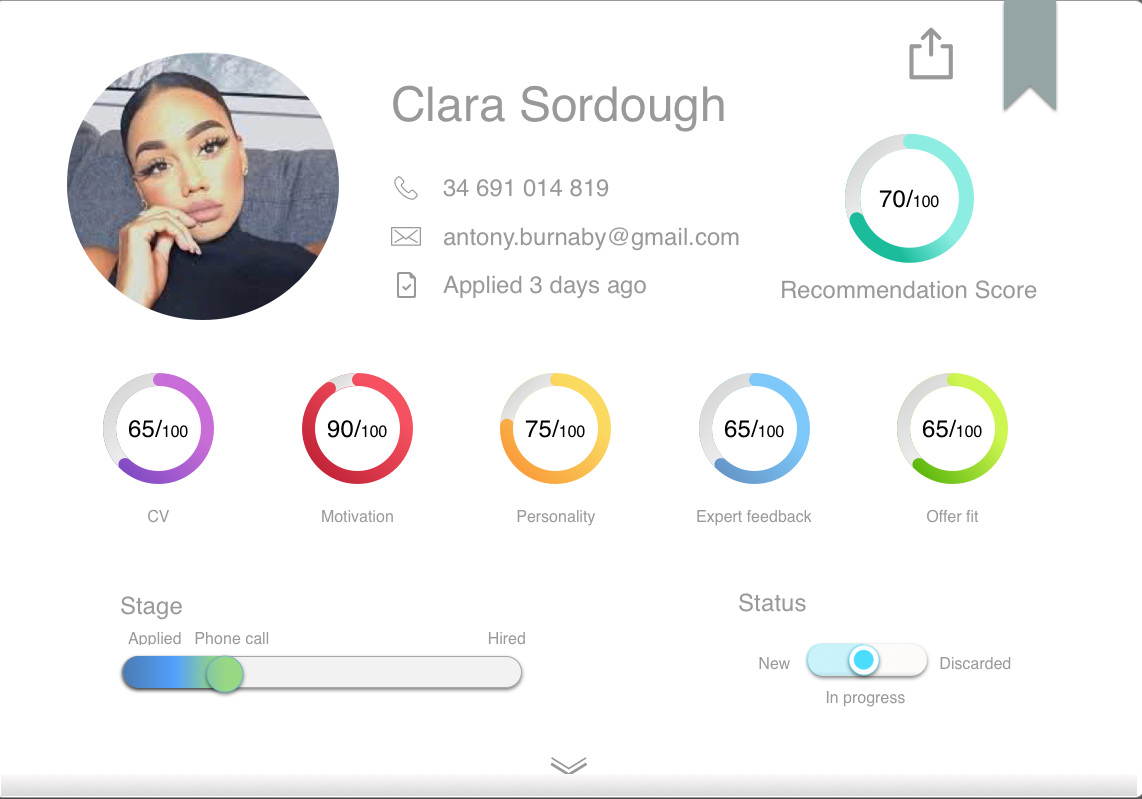 Clara Sordough
34 691 014 819
antony.burnaby@gmail.com
Applied 3 days ago
70/100
Recommendation Score
65/100
90/100
75/100
65/100
65/100
CV
Motivation
Personality
Expert feedback
Offer fit
Stage
Applied Phone call Hired
Status
New
Discarded
In progress